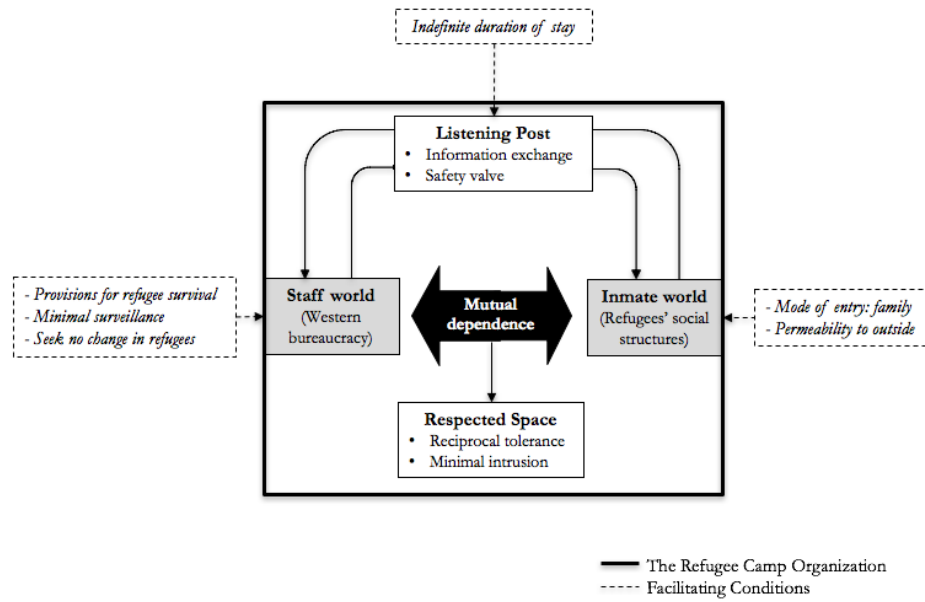 Indefinite duration of stay
Listening Post
• Information exchange
• Safety valve
- Provisions for refugee survival
- Minimal surveillance
- Seek no change in refugees
Staff world
(Western
bureaucracy)
Mutual
dependence
Inmate world
(Refugees' social
structures)
- Mode of entry: family
- Permeability to outside
Respected Space
• Reciprocal tolerance
• Minimal intrusion
The Refugee Camp Organization
Facilitating Conditions